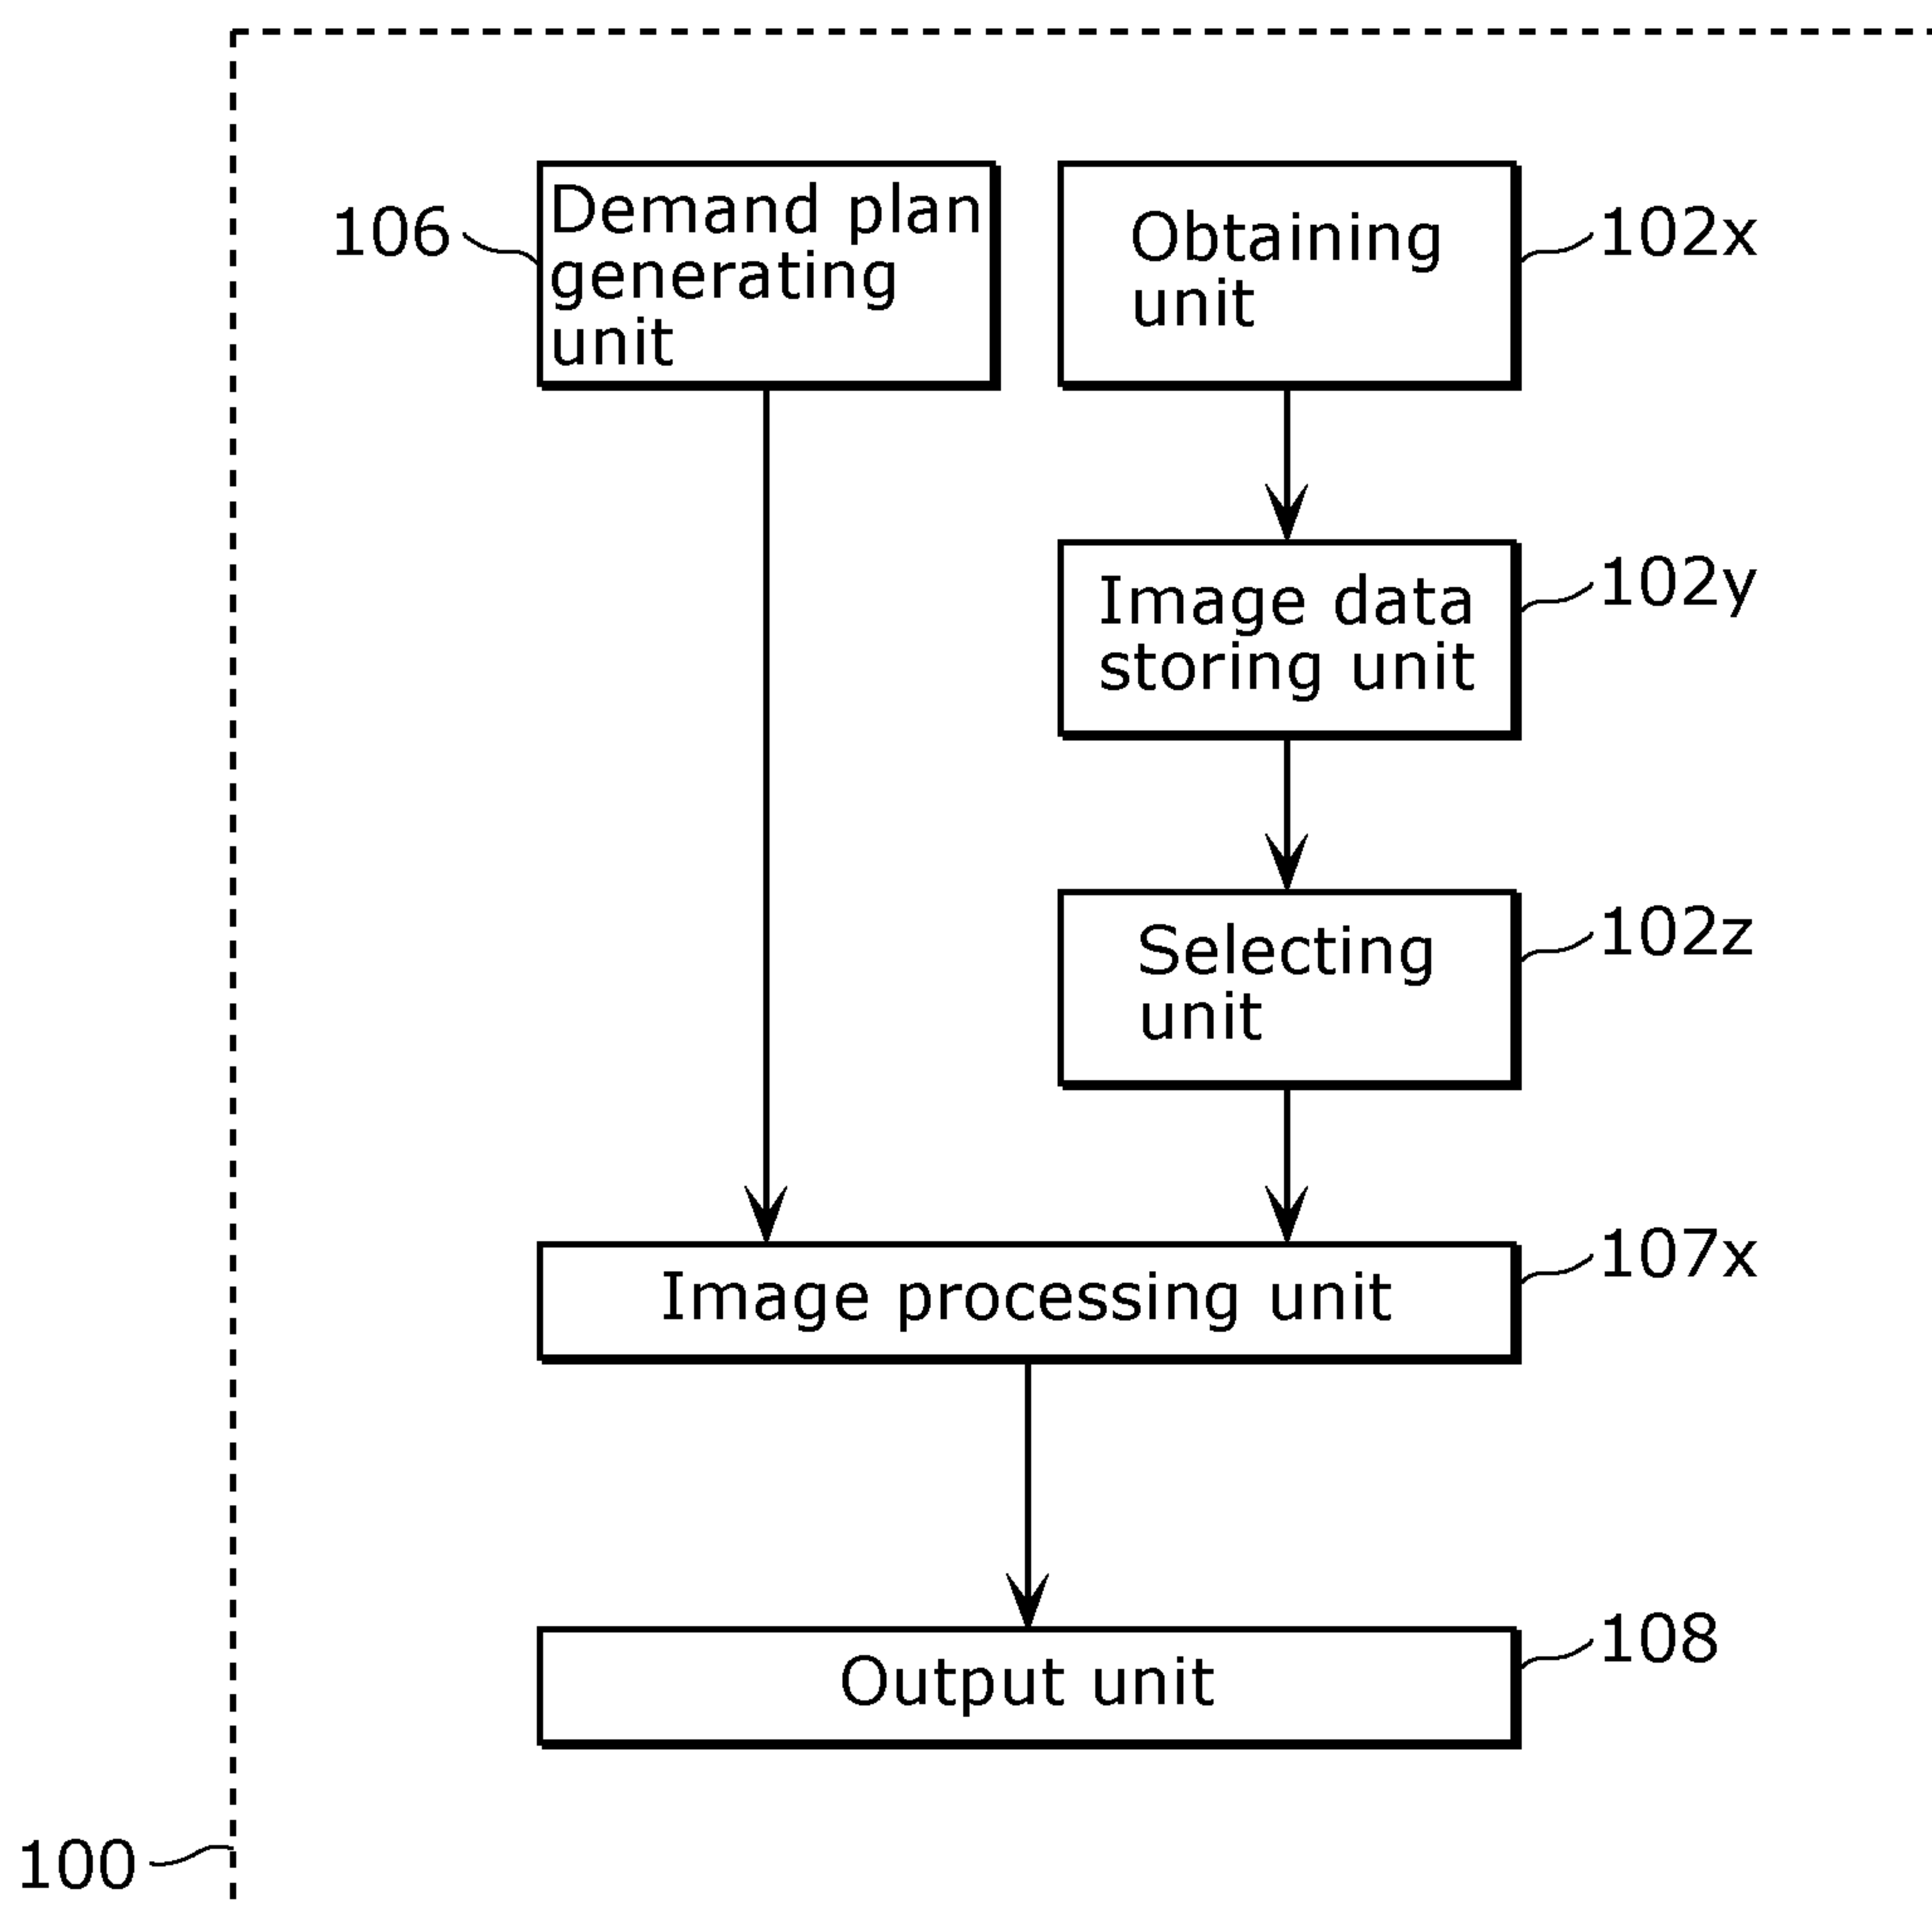 106
Demand plan
generating
unit
Obtaining
unit
102x
Image data
storing unit
102y
Selecting
unit
102z
Image processing unit
107x
Output unit
108
100